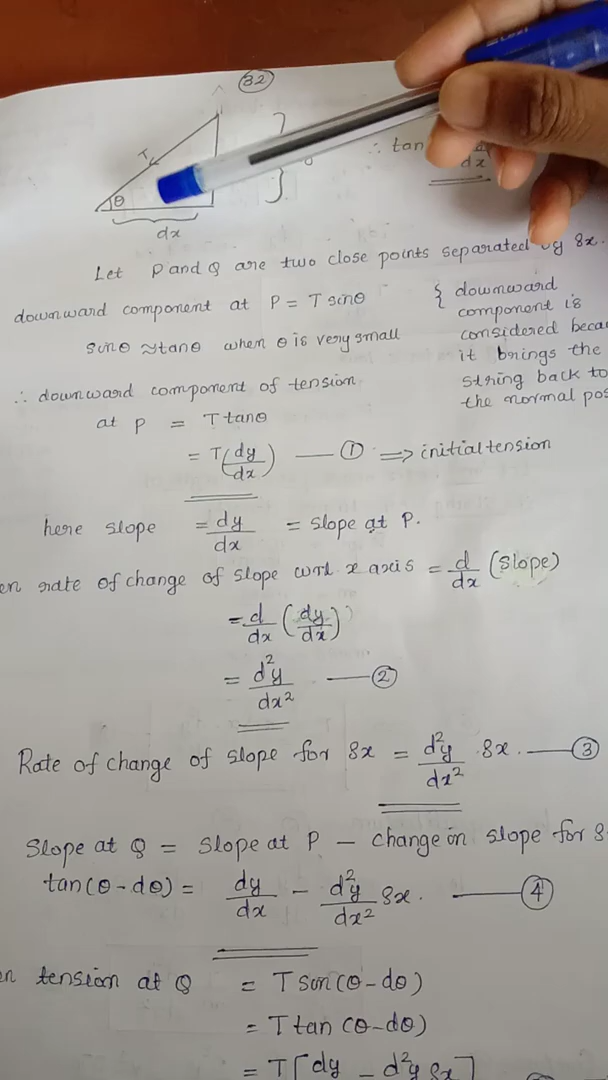 32
T
θ
dx
∴ tan
dx
Let P and Q are two close points separated by δx.
downward component at P = T sinθ
{ downward
component is
considered beca
it brings the
string back to
the normal pos
sinθ ≈ tanθ when θ is very small
∴ downward component of tension
at P = T tanθ
= T(dy/dx) — ① ⇒ initial tension
here slope = dy/dx = slope at P.
en rate of change of slope wrt x axis = d/dx (slope)
= d/dx (dy/dx)
= d²y/dx² — ②
Rate of change of slope for δx = d²y/dx² · δx. — ③
Slope at Q = slope at P − change in slope for δ
tan(θ − dθ) = dy/dx − d²y/dx² δx. — ④
en tension at Q = T sin(θ − dθ)
= T tan(θ − dθ)
= T[dy − d²y δx]